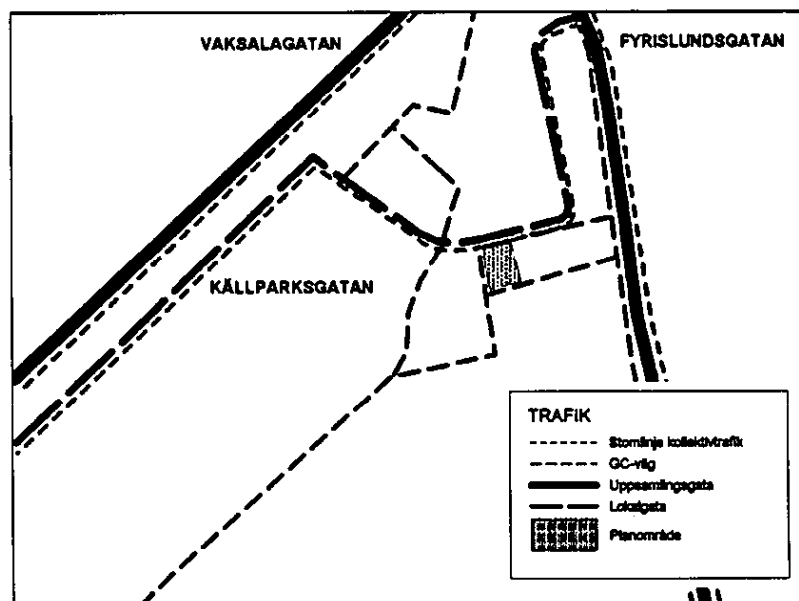 VAKSALAGATAN
FYRISLUNDSGATAN
KÄLLPARKSGATAN
TRAFIK
Stomlinje kollektivtrafik
GC-väg
Uppsamlingsgata
Lokalgata
Planområde